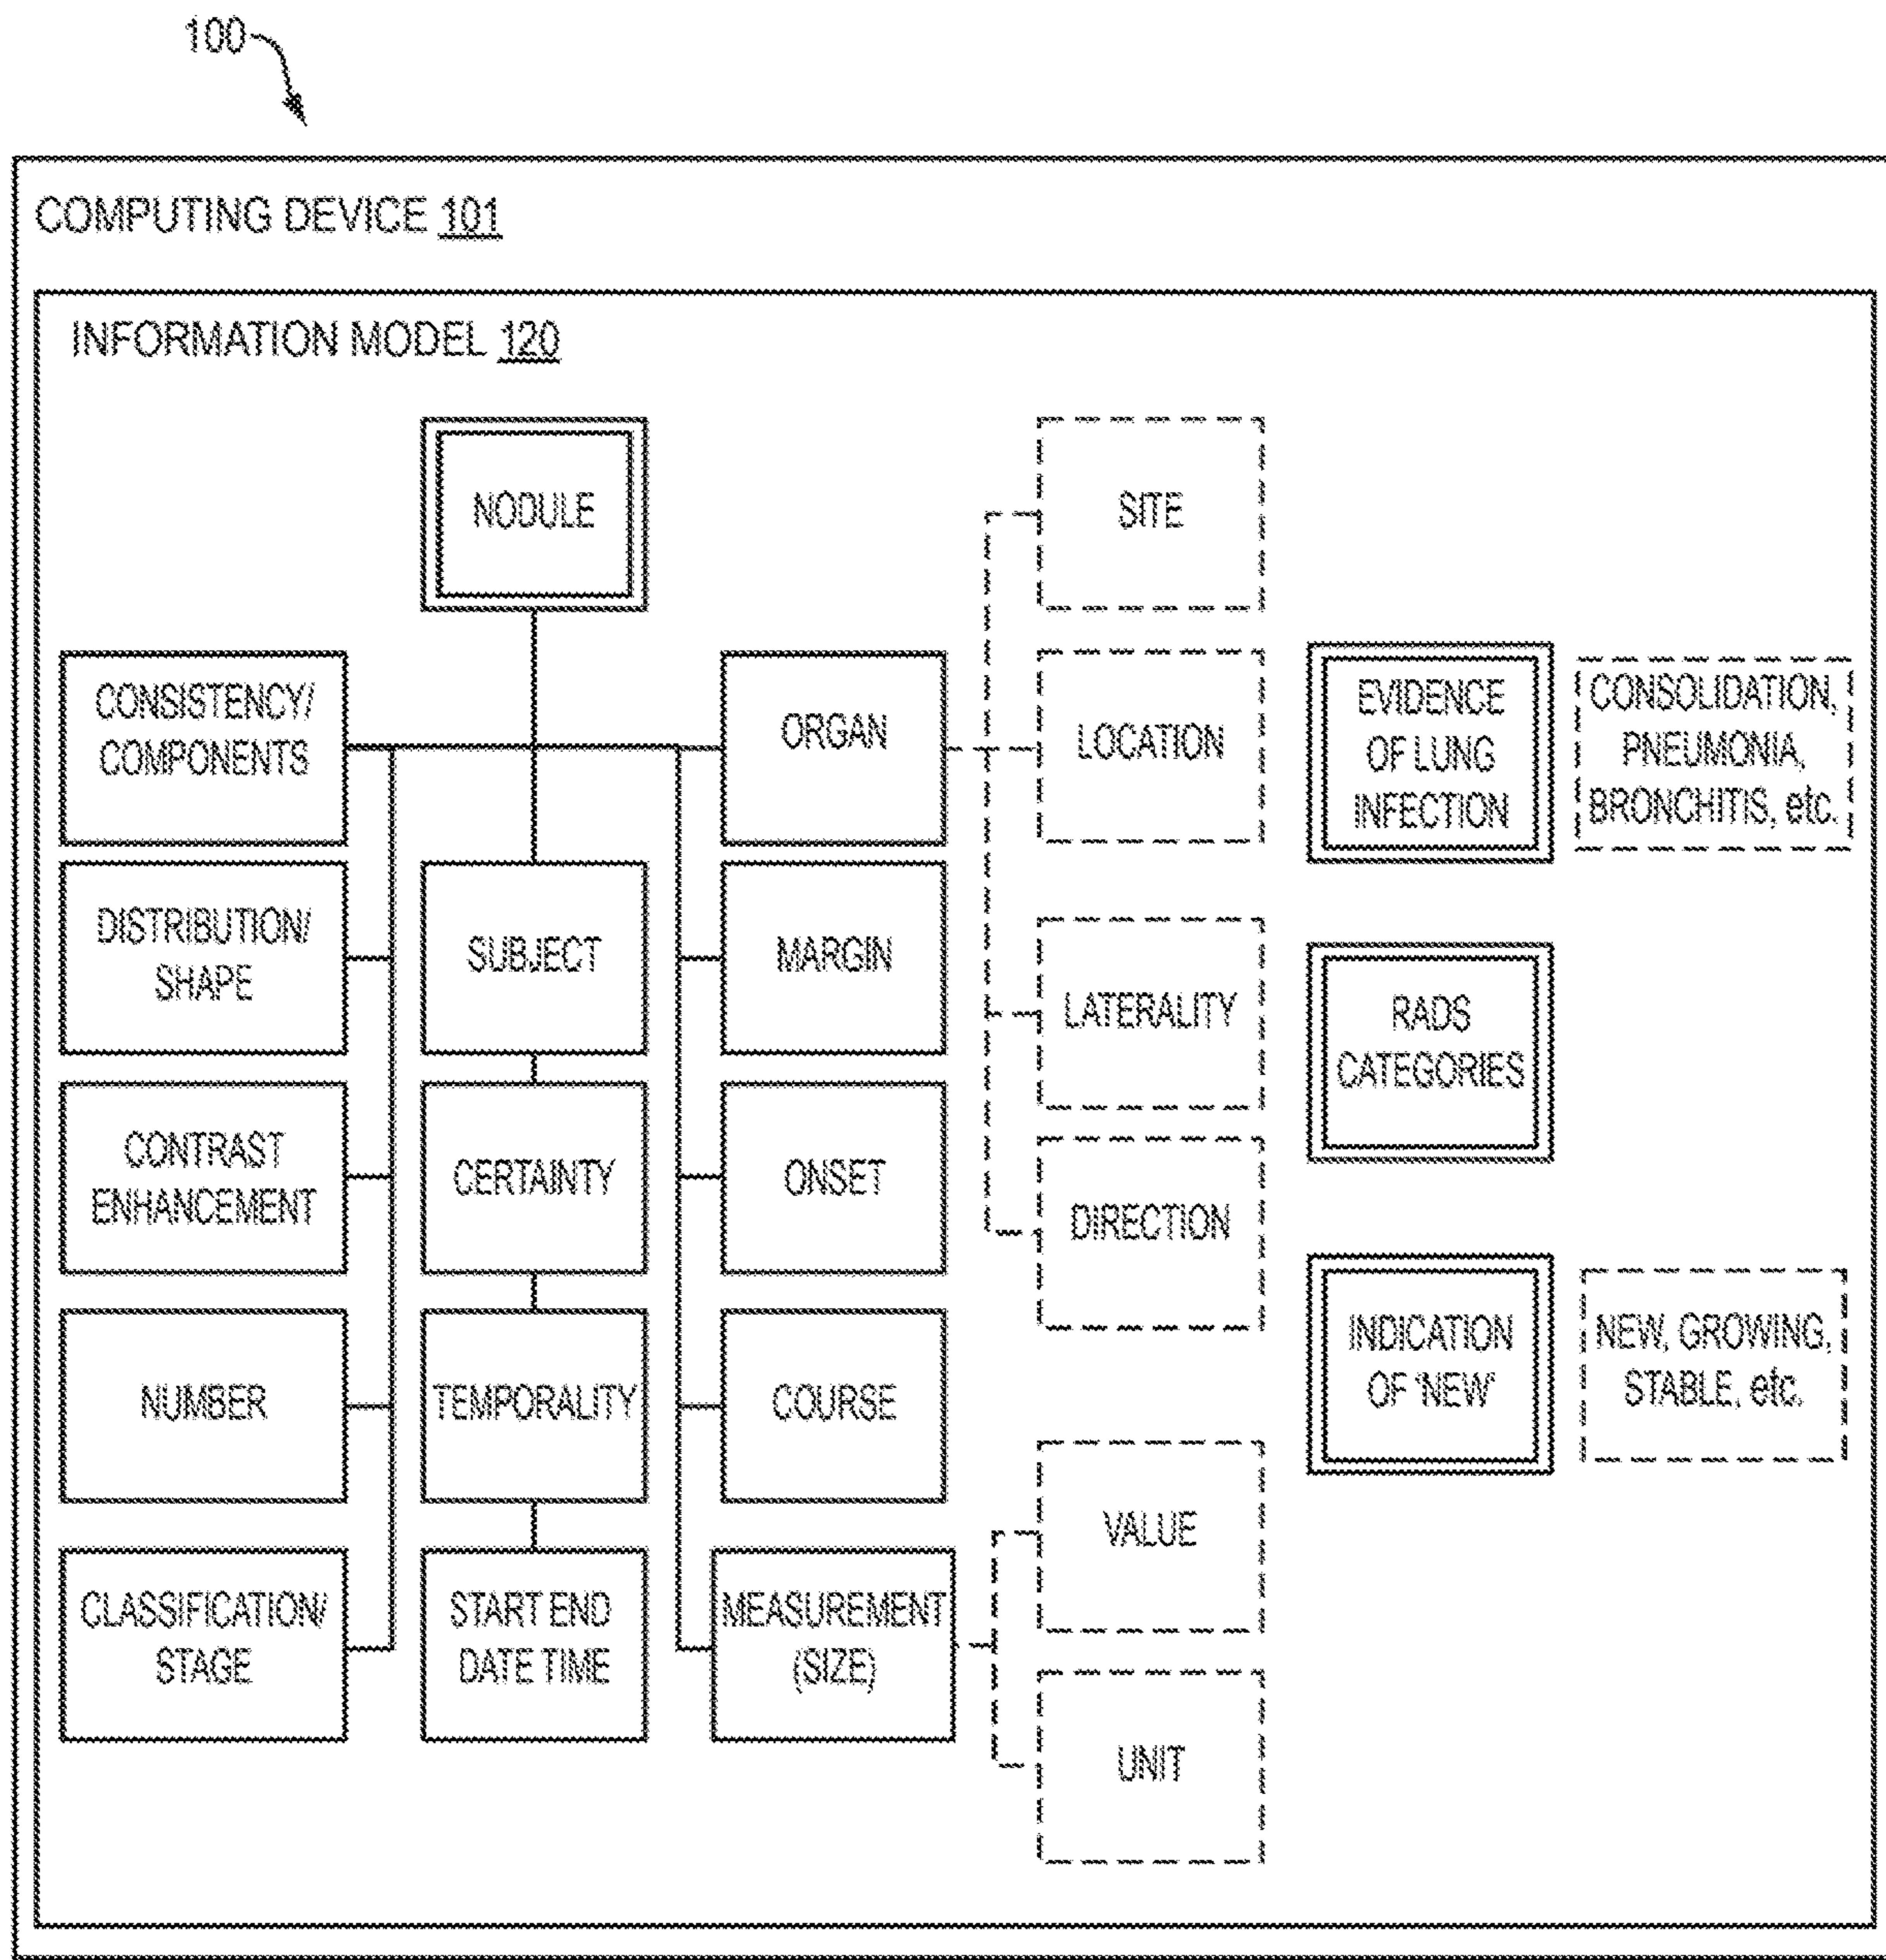 100
COMPUTING DEVICE 101
INFORMATION MODEL 120
NODULE
SITE
CONSISTENCY/
COMPONENTS
ORGAN
LOCATION
EVIDENCE
OF LUNG
INFECTION
CONSOLIDATION,
PNEUMONIA,
BRONCHITIS, etc.
DISTRIBUTION/
SHAPE
SUBJECT
MARGIN
LATERALITY
RADS
CATEGORIES
CONTRAST
ENHANCEMENT
CERTAINTY
ONSET
DIRECTION
INDICATION
OF 'NEW'
NEW, GROWING,
STABLE, etc.
NUMBER
TEMPORALITY
COURSE
VALUE
CLASSIFICATION/
STAGE
START END
DATE TIME
MEASUREMENT
(SIZE)
UNIT